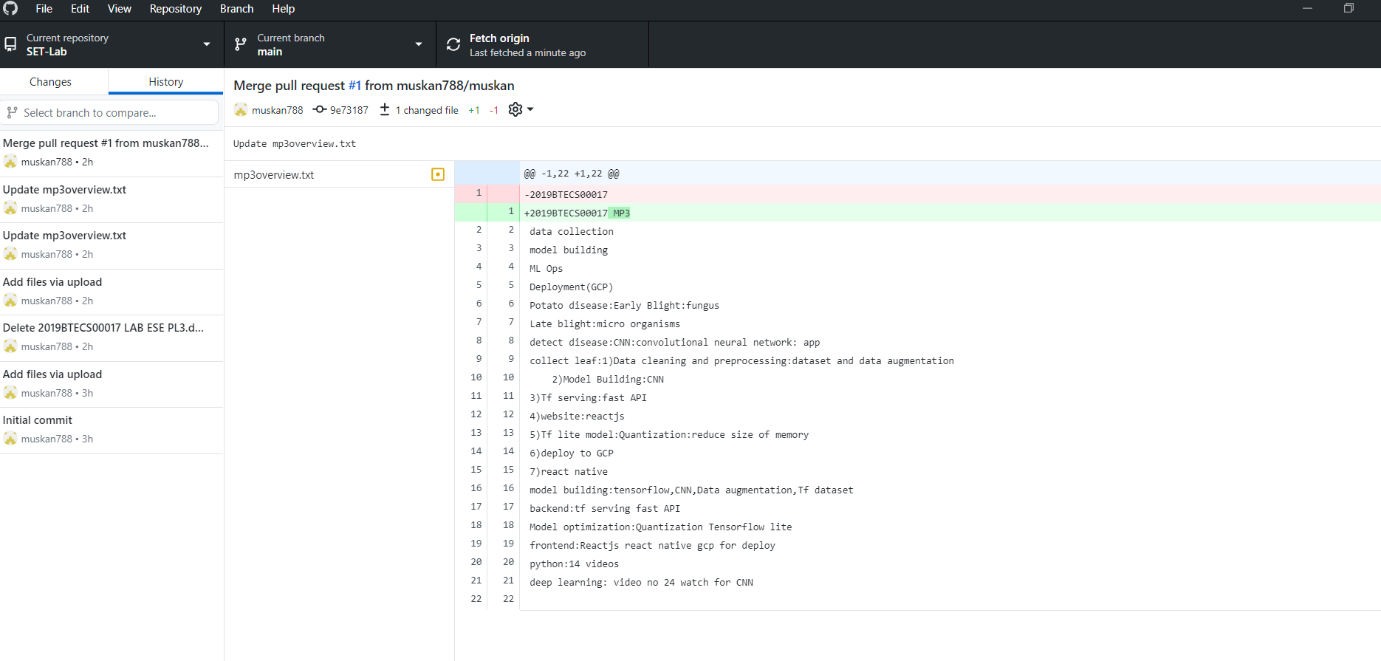 File Edit View Repository Branch Help
Current repository
SET-Lab
Current branch
main
Fetch origin
Last fetched a minute ago
Changes
History
Select branch to compare...
Merge pull request #1 from muskan788...
muskan788 • 2h
Update mp3overview.txt
muskan788 • 2h
Update mp3overview.txt
muskan788 • 2h
Add files via upload
muskan788 • 2h
Delete 2019BTECS00017 LAB ESE PL3.d...
muskan788 • 2h
Add files via upload
muskan788 • 3h
Initial commit
muskan788 • 3h
Merge pull request #1 from muskan788/muskan
muskan788 9e73187 1 changed file +1 -1
Update mp3overview.txt
mp3overview.txt
@@ -1,22 +1,22 @@
1 -2019BTECS00017
1 +2019BTECS00017 MP3
2 2 data collection
3 3 model building
4 4 ML Ops
5 5 Deployment(GCP)
6 6 Potato disease:Early Blight:fungus
7 7 Late blight:micro organisms
8 8 detect disease:CNN:convolutional neural network: app
9 9 collect leaf:1)Data cleaning and preprocessing:dataset and data augmentation
10 10 2)Model Building:CNN
11 11 3)Tf serving:fast API
12 12 4)website:reactjs
13 13 5)Tf lite model:Quantization:reduce size of memory
14 14 6)deploy to GCP
15 15 7)react native
16 16 model building:tensorflow,CNN,Data augmentation,Tf dataset
17 17 backend:tf serving fast API
18 18 Model optimization:Quantization Tensorflow lite
19 19 frontend:Reactjs react native gcp for deploy
20 20 python:14 videos
21 21 deep learning: video no 24 watch for CNN
22 22